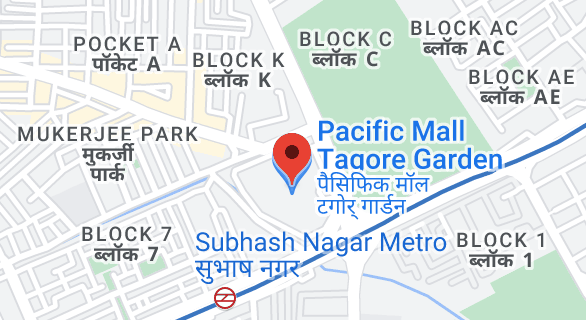 POCKET A
पॉकेट A
BLOCK K
ब्लॉक K
BLOCK C
ब्लॉक C
BLOCK AC
ब्लॉक AC
BLOCK AE
ब्लॉक AE
MUKERJEE PARK
मुकर्जी
पार्क
Pacific Mall
Tagore Garden
पैसिफिक मॉल
टगोर् गार्डन
BLOCK 7
ब्लॉक 7
Subhash Nagar Metro
सुभाष नगर
BLOCK 1
ब्लॉक 1